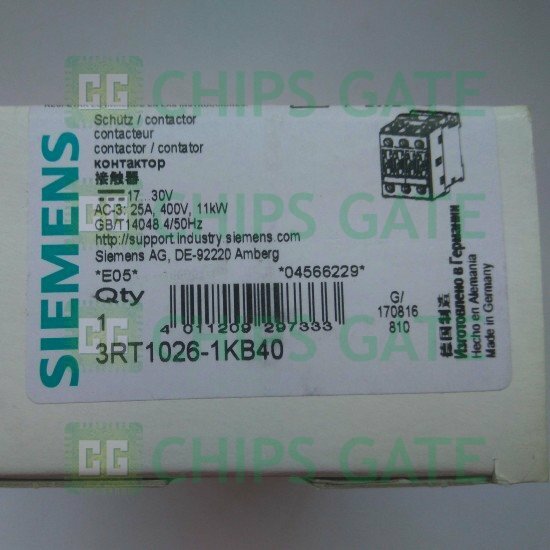 CHIPS GATE
SIEMENS
Schütz / contactor
contacteur
contactor / contator
контактор
接触器
17...30V
AC-3: 25A, 400V, 11kW
GB/T14048 4/50Hz
http://support.industry siemens.com
Siemens AG, DE-92220 Amberg
*E05*
*04566229*
Qty
1
4 011209 297333
3RT1026-1KB40
G/
170816
810
德国制造
Изготовлено в Германии
Hecho en Alemania
Made in Germany
CHIPS GATE
CHIPS GATE